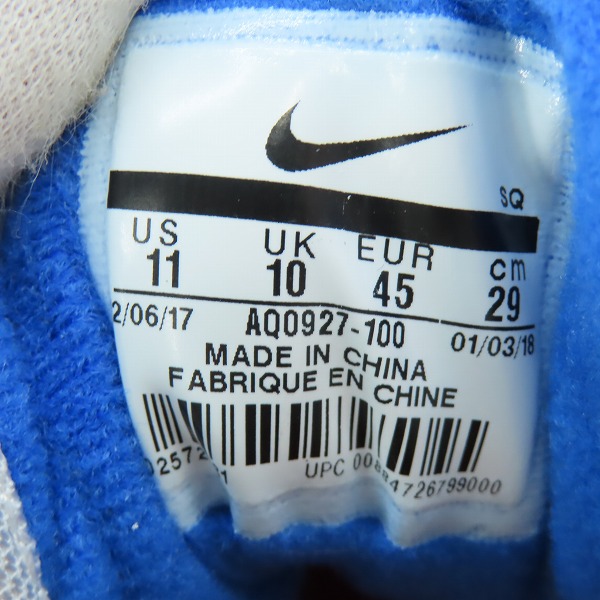 SQ
US UK EUR cm
11 10 45 29
2/06/17 AQ0927-100 01/03/18
MADE IN CHINA
FABRIQUE EN CHINE
UPC